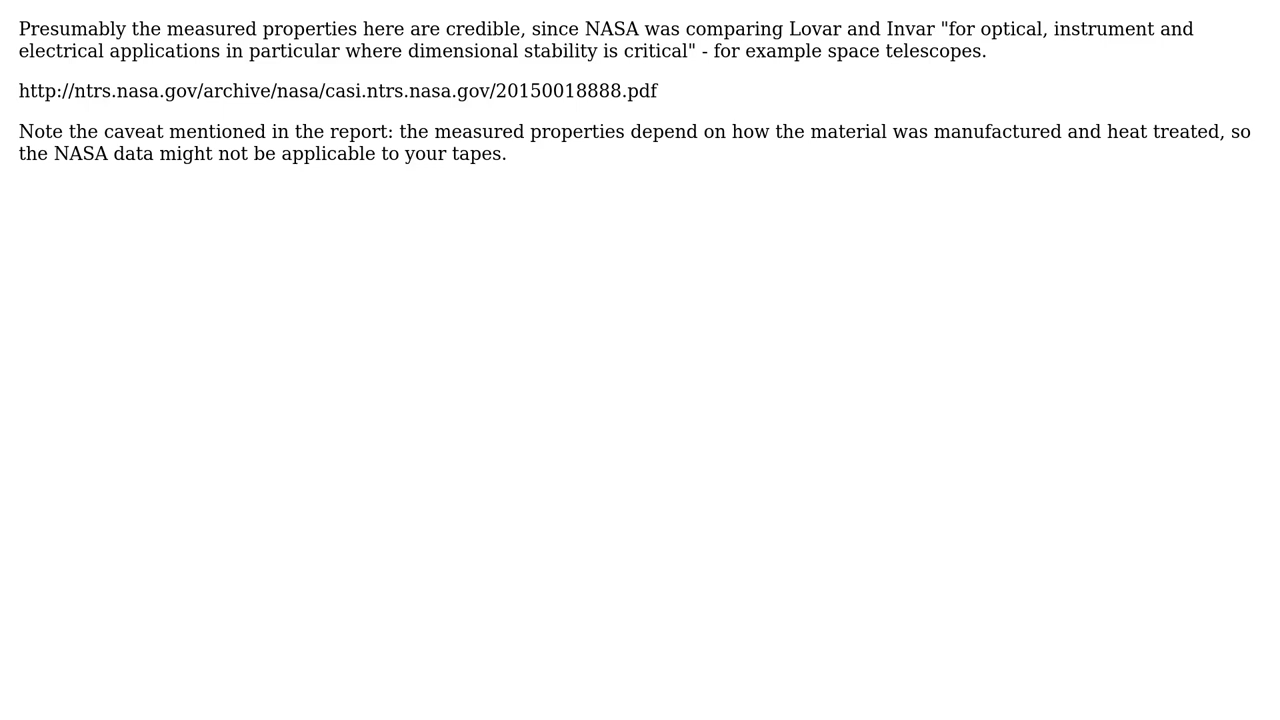 Presumably the measured properties here are credible, since NASA was comparing Lovar and Invar "for optical, instrument and
electrical applications in particular where dimensional stability is critical" - for example space telescopes.
http://ntrs.nasa.gov/archive/nasa/casi.ntrs.nasa.gov/20150018888.pdf
Note the caveat mentioned in the report: the measured properties depend on how the material was manufactured and heat treated, so
the NASA data might not be applicable to your tapes.